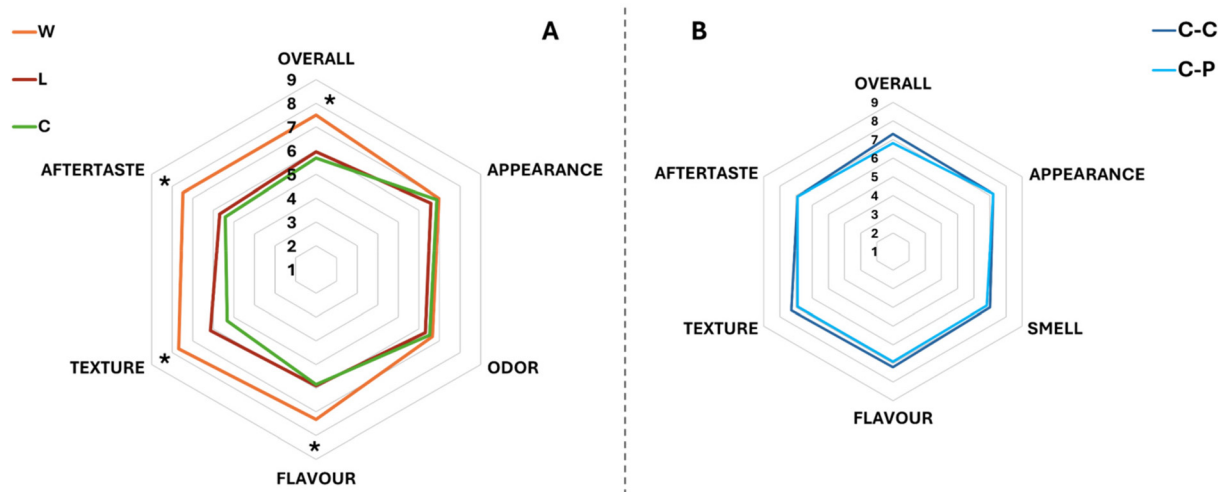 W
L
C
A
OVERALL
9
8
7
6
5
4
3
2
1
*
APPEARANCE
ODOR
*
FLAVOUR
*
TEXTURE
*
AFTERTASTE
B
C-C
C-P
OVERALL
9
8
7
6
5
4
3
2
1
APPEARANCE
SMELL
FLAVOUR
TEXTURE
AFTERTASTE